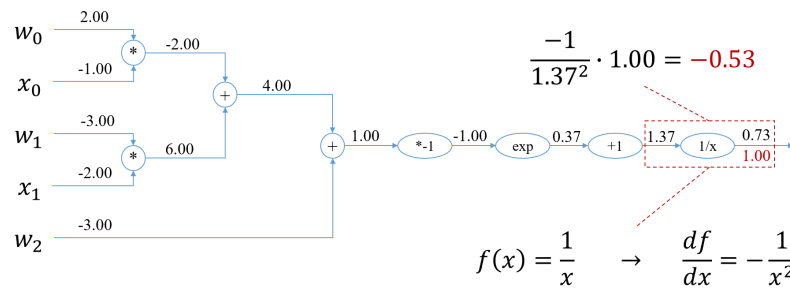 w₀ 2.00
* -2.00
x₀ -1.00
+ 4.00
w₁ -3.00
* 6.00
x₁ -2.00
w₂ -3.00
+ 1.00 *-1 -1.00 exp 0.37 +1 1.37 1/x 0.73
1.00
-1/1.37² · 1.00 = -0.53
f(x) = 1/x → df/dx = -1/x²